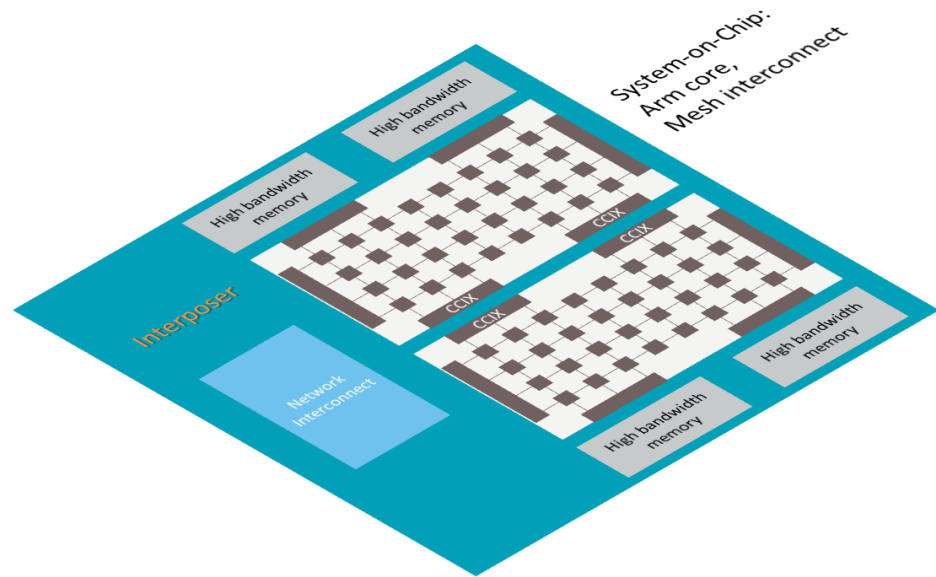 System-on-Chip:
Arm core,
Mesh interconnect
High bandwidth
memory
High bandwidth
memory
CCIX
CCIX
CCIX
CCIX
Interposer
Network
Interconnect
High bandwidth
memory
High bandwidth
memory